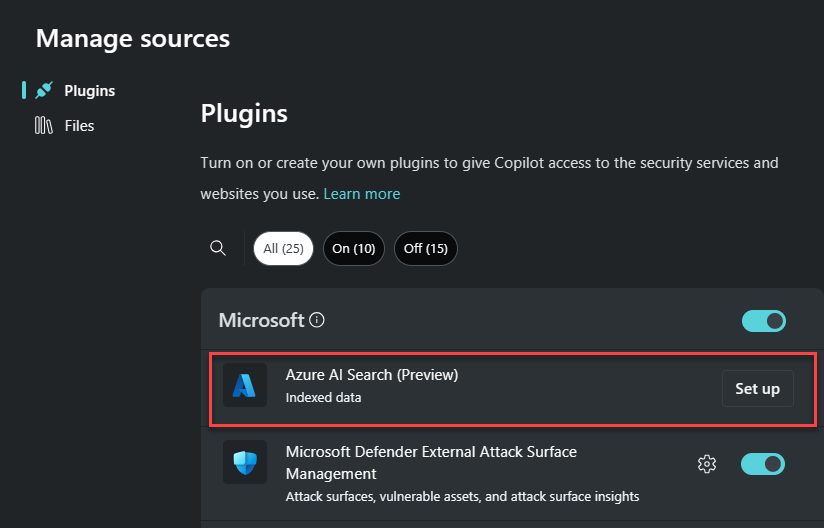 Manage sources
Plugins
Files
Plugins
Turn on or create your own plugins to give Copilot access to the security services and
websites you use. Learn more
All (25) On (10) Off (15)
Microsoft
Azure AI Search (Preview)
Indexed data
Set up
Microsoft Defender External Attack Surface
Management
Attack surfaces, vulnerable assets, and attack surface insights